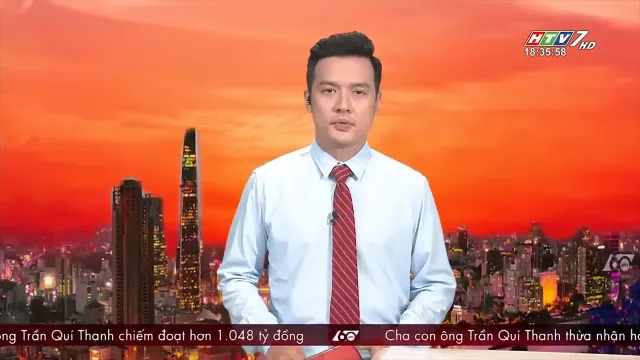 HTV7 HD
18:35:58
ông Trần Quí Thanh chiếm đoạt hơn 1.048 tỷ đồng
Cha con ông Trần Quí Thanh thừa nhận h